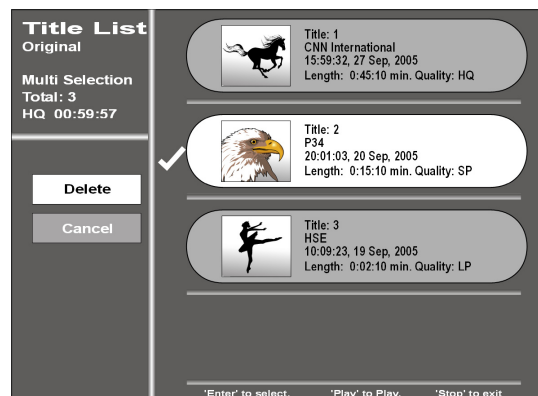 Title List
Original
Multi Selection
Total: 3
HQ 00:59:57
Delete
Cancel
Title: 1
CNN International
15:59:32, 27 Sep, 2005
Length: 0:45:10 min. Quality: HQ
Title: 2
P34
20:01:03, 20 Sep, 2005
Length: 0:15:10 min. Quality: SP
Title: 3
HSE
10:09:23, 19 Sep, 2005
Length: 0:02:10 min. Quality: LP
'Enter' to select. 'Play' to Play. 'Stop' to exit